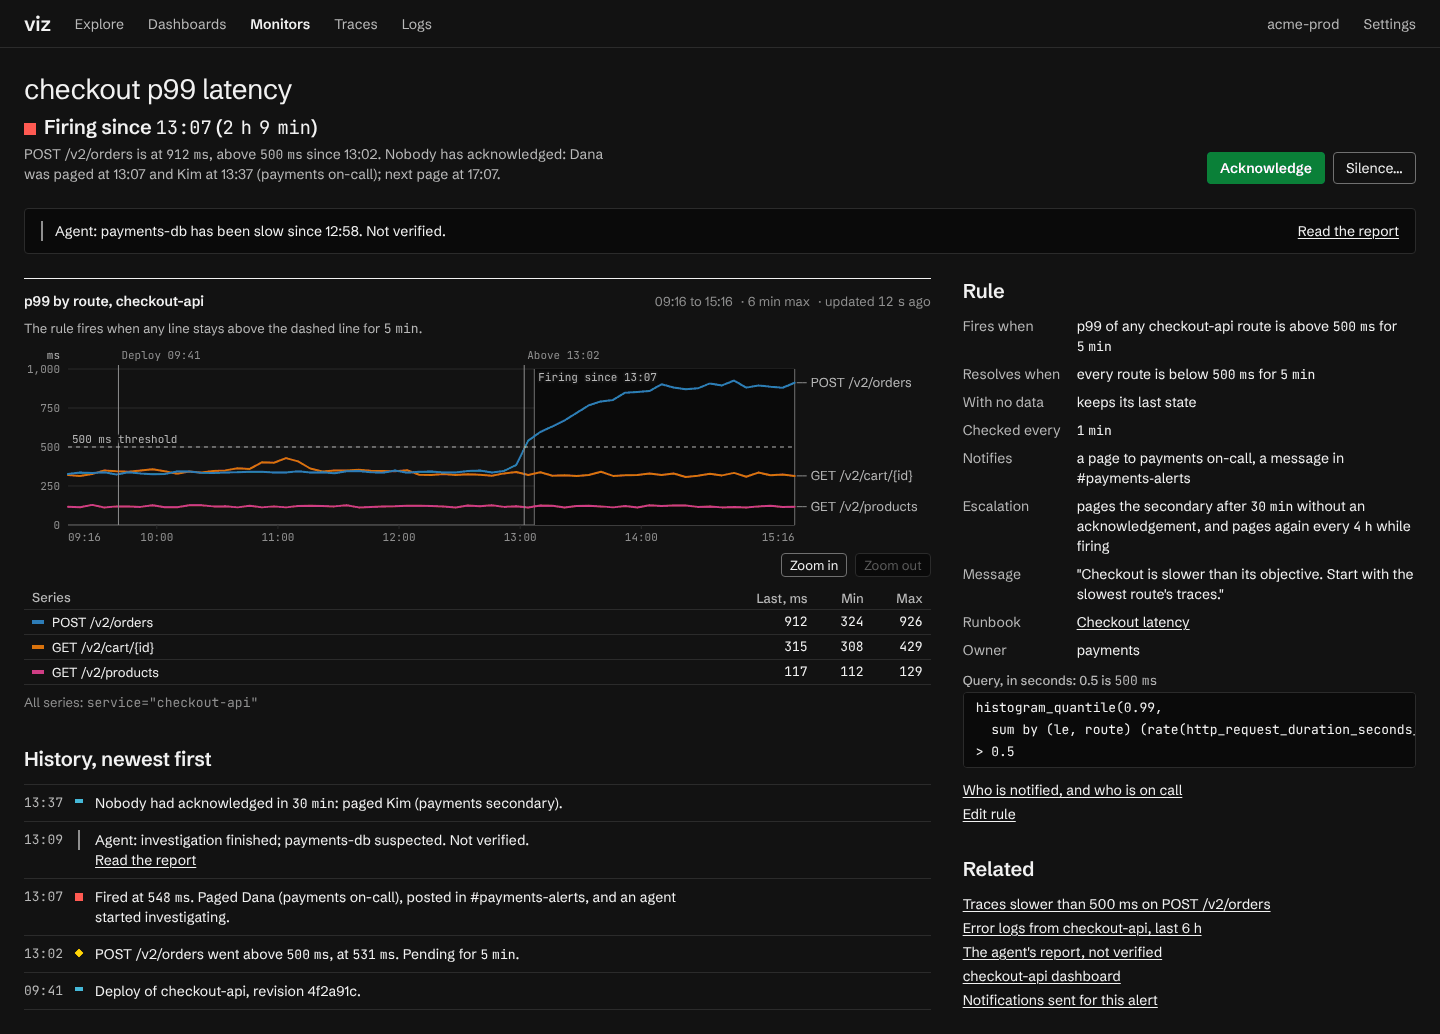 viz Explore Dashboards Monitors Traces Logs acme-prod Settings
checkout p99 latency
Firing since 13:07 (2 h 9 min)
POST /v2/orders is at 912 ms, above 500 ms since 13:02. Nobody has acknowledged: Dana
was paged at 13:07 and Kim at 13:37 (payments on-call); next page at 17:07.
Acknowledge Silence...
Agent: payments-db has been slow since 12:58. Not verified. Read the report
p99 by route, checkout-api 09:16 to 15:16 · 6 min max · updated 12 s ago
The rule fires when any line stays above the dashed line for 5 min.
ms Deploy 09:41 Above 13:02
1,000
Firing since 13:07
POST /v2/orders
750
500 ms threshold
500
GET /v2/cart/{id}
250
GET /v2/products
0
09:16 10:00 11:00 12:00 13:00 14:00 15:16
Zoom in Zoom out
Series Last, ms Min Max
POST /v2/orders 912 324 926
GET /v2/cart/{id} 315 308 429
GET /v2/products 117 112 129
All series: service="checkout-api"
History, newest first
13:37 Nobody had acknowledged in 30 min: paged Kim (payments secondary).
13:09 Agent: investigation finished; payments-db suspected. Not verified.
Read the report
13:07 Fired at 548 ms. Paged Dana (payments on-call), posted in #payments-alerts, and an agent
started investigating.
13:02 POST /v2/orders went above 500 ms, at 531 ms. Pending for 5 min.
09:41 Deploy of checkout-api, revision 4f2a91c.
Rule
Fires when p99 of any checkout-api route is above 500 ms for
5 min
Resolves when every route is below 500 ms for 5 min
With no data keeps its last state
Checked every 1 min
Notifies a page to payments on-call, a message in
#payments-alerts
Escalation pages the secondary after 30 min without an
acknowledgement, and pages again every 4 h while
firing
Message "Checkout is slower than its objective. Start with the
slowest route's traces."
Runbook Checkout latency
Owner payments
Query, in seconds: 0.5 is 500 ms
histogram_quantile(0.99,
sum by (le, route) (rate(http_request_duration_seconds_
> 0.5
Who is notified, and who is on call
Edit rule
Related
Traces slower than 500 ms on POST /v2/orders
Error logs from checkout-api, last 6 h
The agent's report, not verified
checkout-api dashboard
Notifications sent for this alert